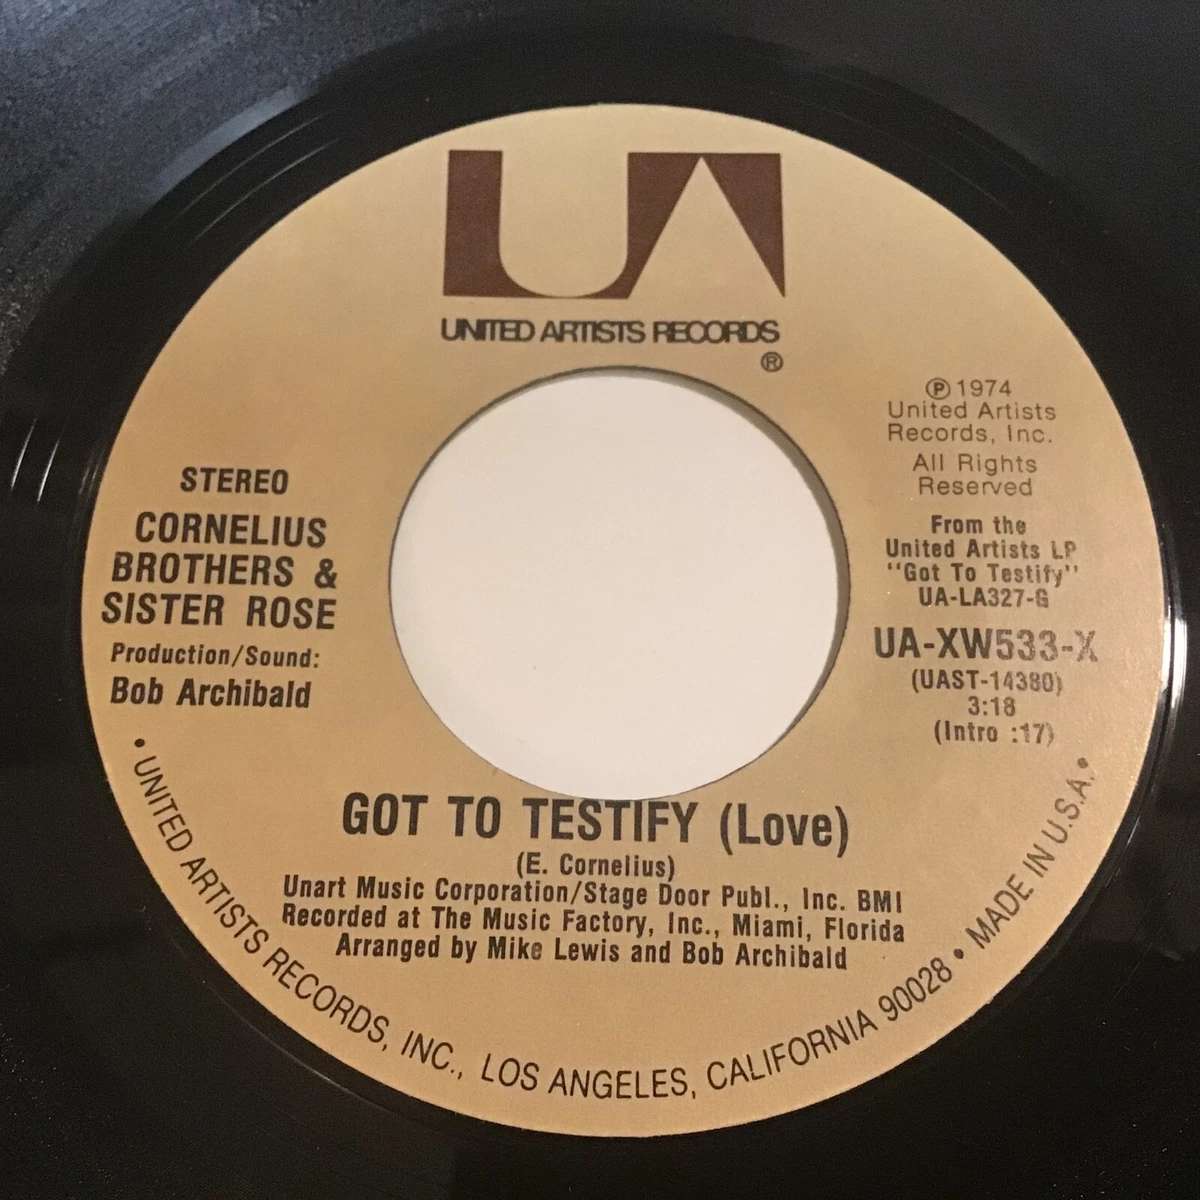 UA
UNITED ARTISTS RECORDS
®
℗ 1974
United Artists
Records, Inc.
All Rights
Reserved
From the
United Artists LP
"Got To Testify"
UA-LA327-G
UA-XW533-X
(UAST-14380)
3:18
(Intro :17)
STEREO
CORNELIUS
BROTHERS &
SISTER ROSE
Production/Sound:
Bob Archibald
GOT TO TESTIFY (Love)
(E. Cornelius)
Unart Music Corporation/Stage Door Publ., Inc. BMI
Recorded at The Music Factory, Inc., Miami, Florida
Arranged by Mike Lewis and Bob Archibald
• UNITED ARTISTS RECORDS, INC., LOS ANGELES, CALIFORNIA 90028 • MADE IN U.S.A. •